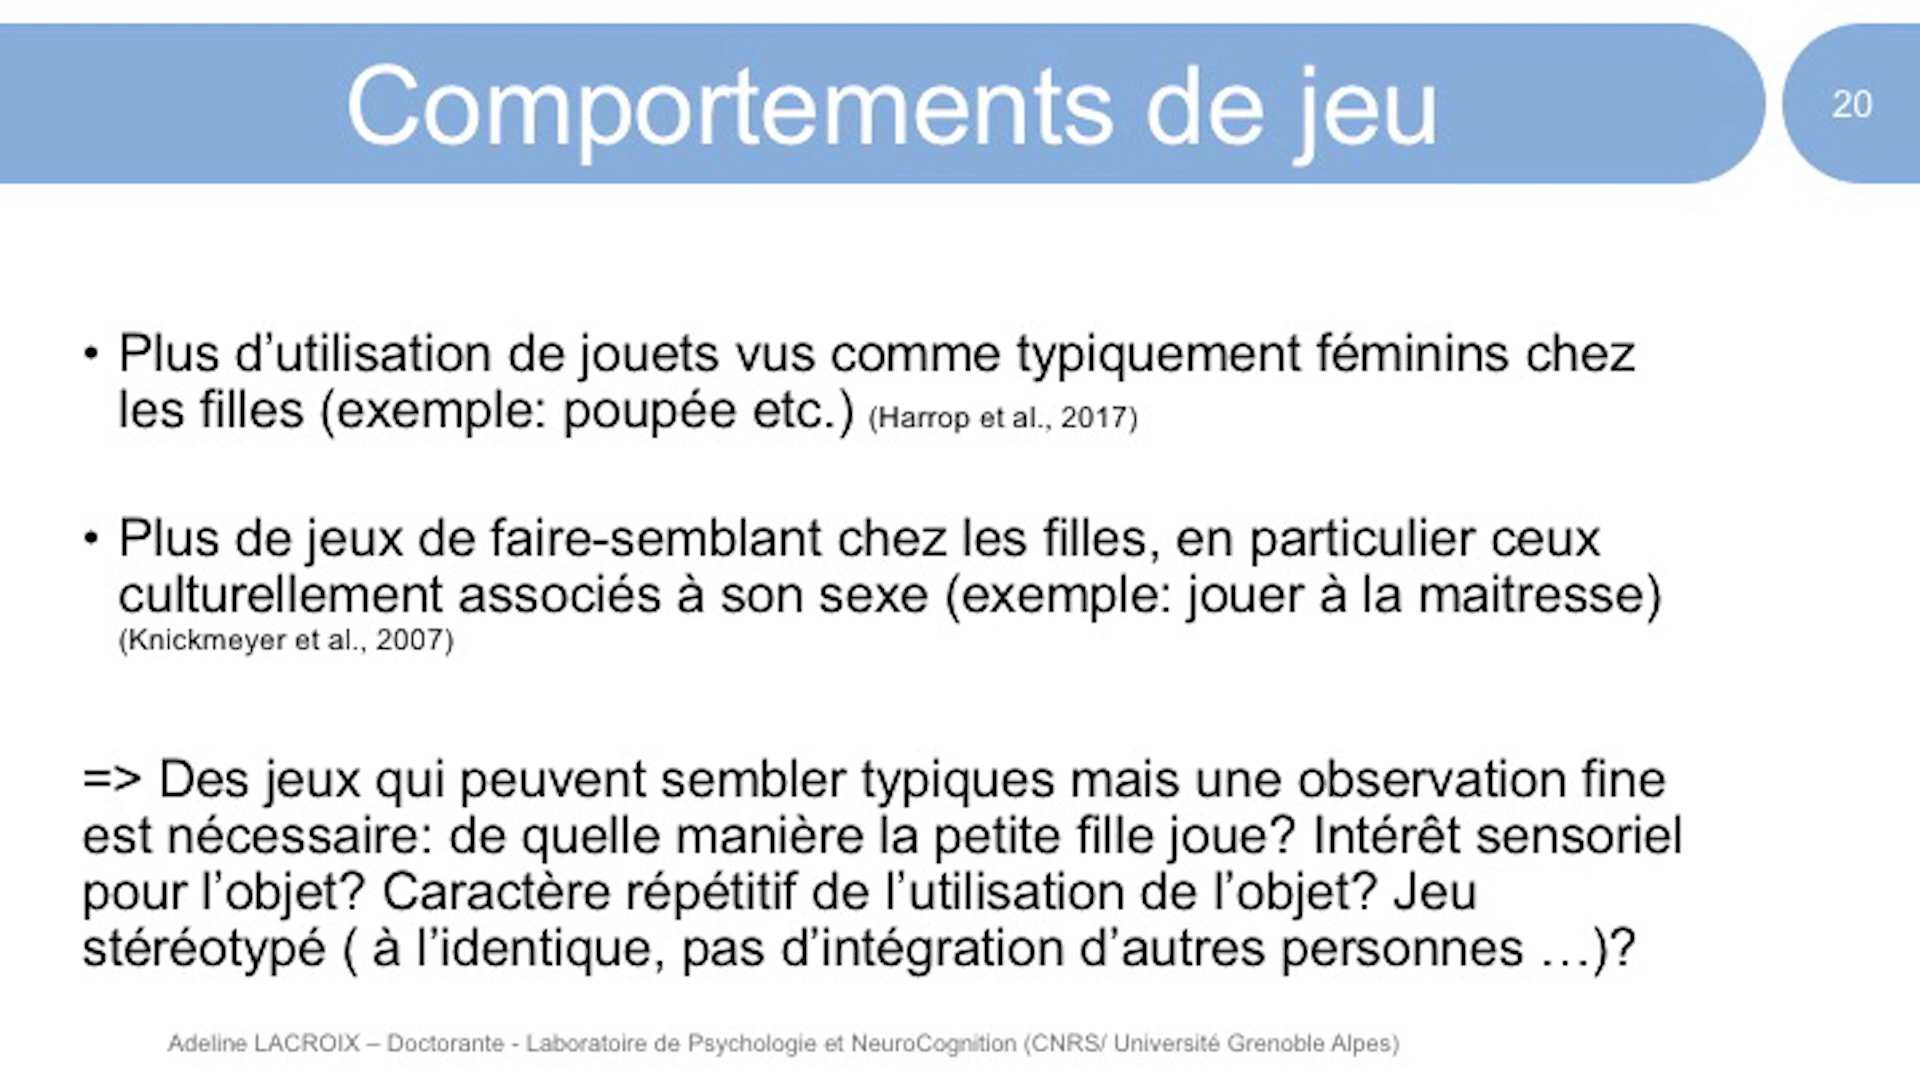 Comportements de jeu
20
• Plus d’utilisation de jouets vus comme typiquement féminins chez
les filles (exemple: poupée etc.) (Harrop et al., 2017)
• Plus de jeux de faire-semblant chez les filles, en particulier ceux
culturellement associés à son sexe (exemple: jouer à la maitresse)
(Knickmeyer et al., 2007)
=> Des jeux qui peuvent sembler typiques mais une observation fine
est nécessaire: de quelle manière la petite fille joue? Intérêt sensoriel
pour l’objet? Caractère répétitif de l’utilisation de l’objet? Jeu
stéréotypé ( à l’identique, pas d’intégration d’autres personnes …)?
Adeline LACROIX – Doctorante - Laboratoire de Psychologie et NeuroCognition (CNRS/ Université Grenoble Alpes)